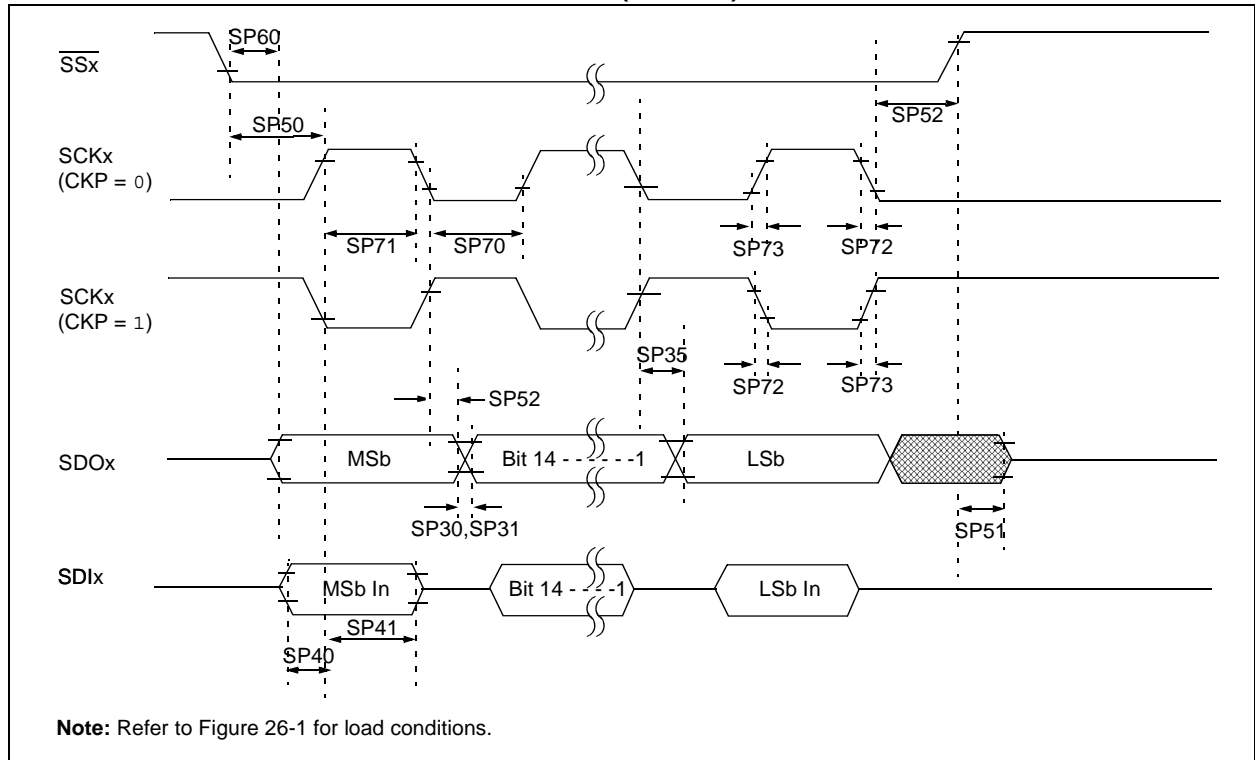 SP60
SSx
SP52
SP50
SCKx
(CKP = 0)
SP71
SP70
SP73
SP72
SCKx
(CKP = 1)
SP35
SP72
SP73
SP52
SDOx
MSb
Bit 14 - - - - - -1
LSb
SP30,SP31
SP51
SDIx
MSb In
Bit 14 - - - -1
LSb In
SP41
SP40
Note: Refer to Figure 26-1 for load conditions.